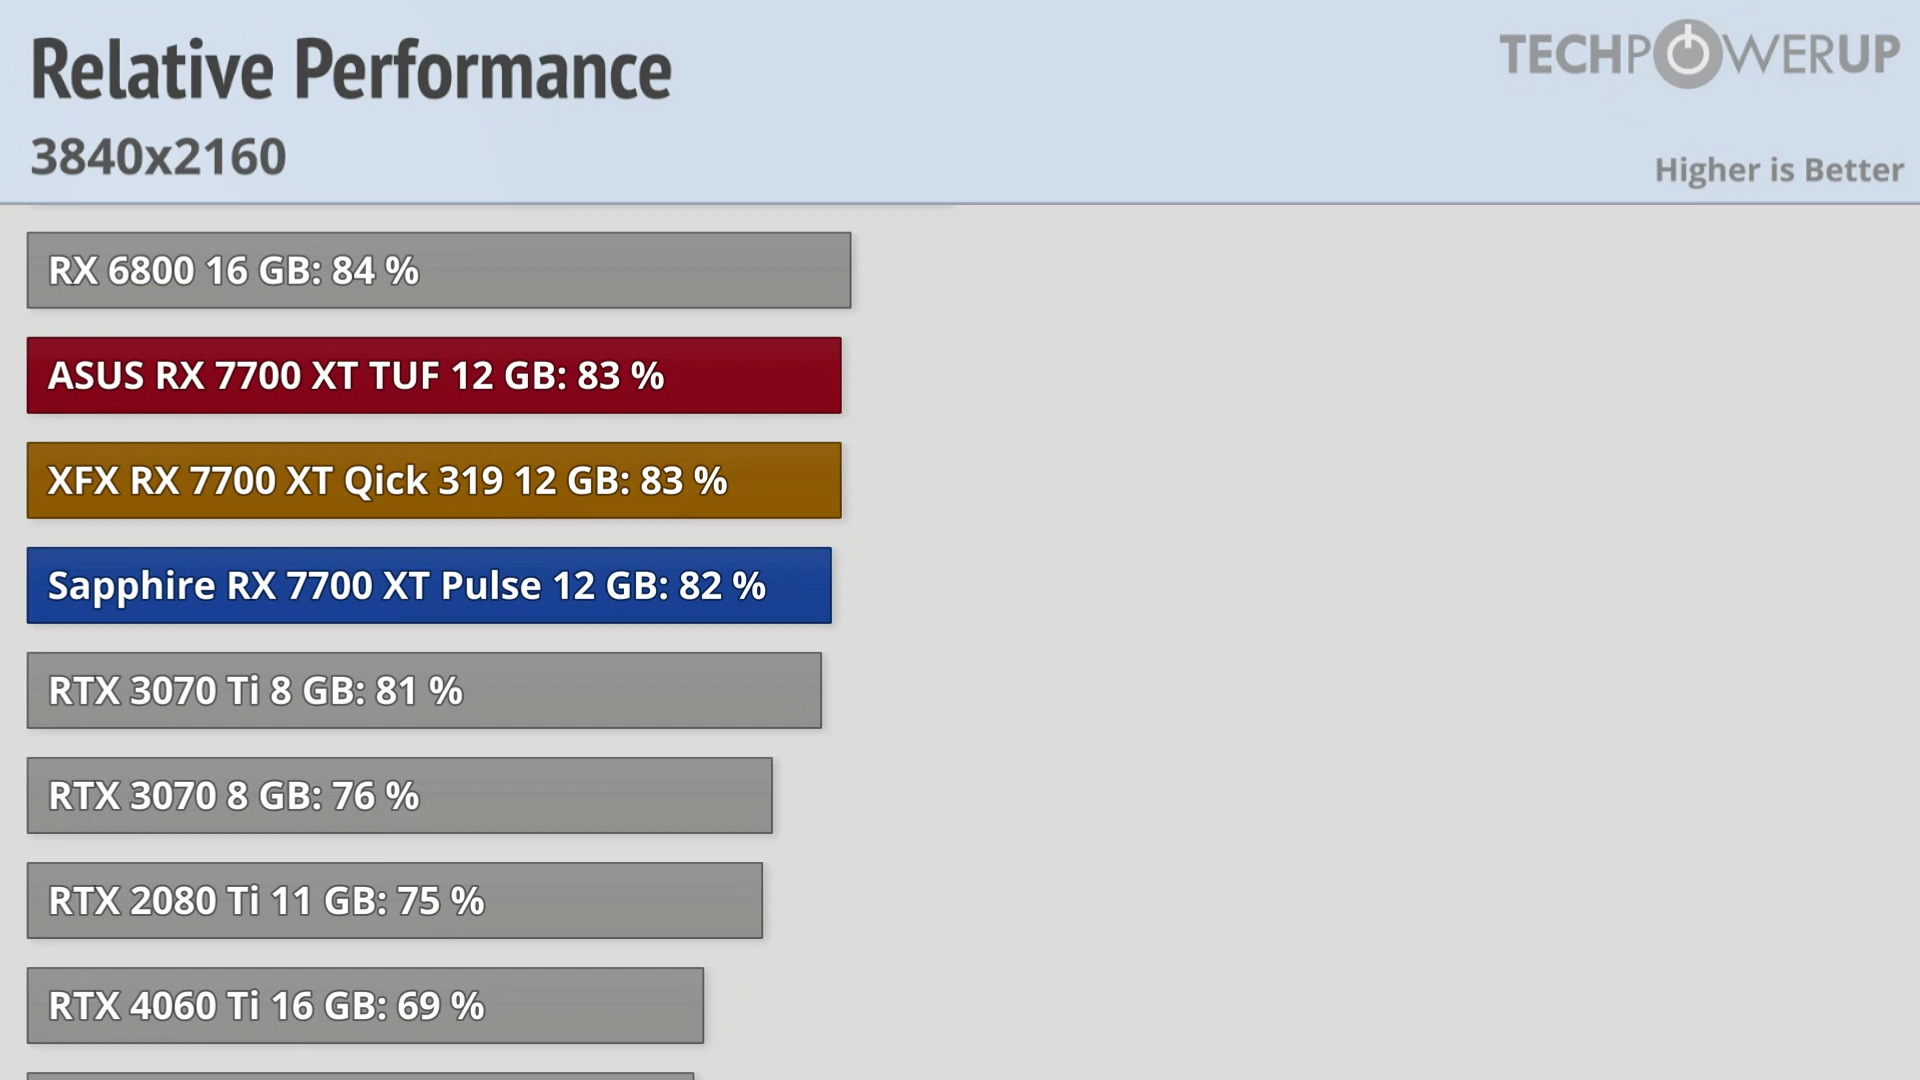 Relative Performance
TECHPOWERUP
3840x2160
Higher is Better
RX 6800 16 GB: 84 %
ASUS RX 7700 XT TUF 12 GB: 83 %
XFX RX 7700 XT Qick 319 12 GB: 83 %
Sapphire RX 7700 XT Pulse 12 GB: 82 %
RTX 3070 Ti 8 GB: 81 %
RTX 3070 8 GB: 76 %
RTX 2080 Ti 11 GB: 75 %
RTX 4060 Ti 16 GB: 69 %